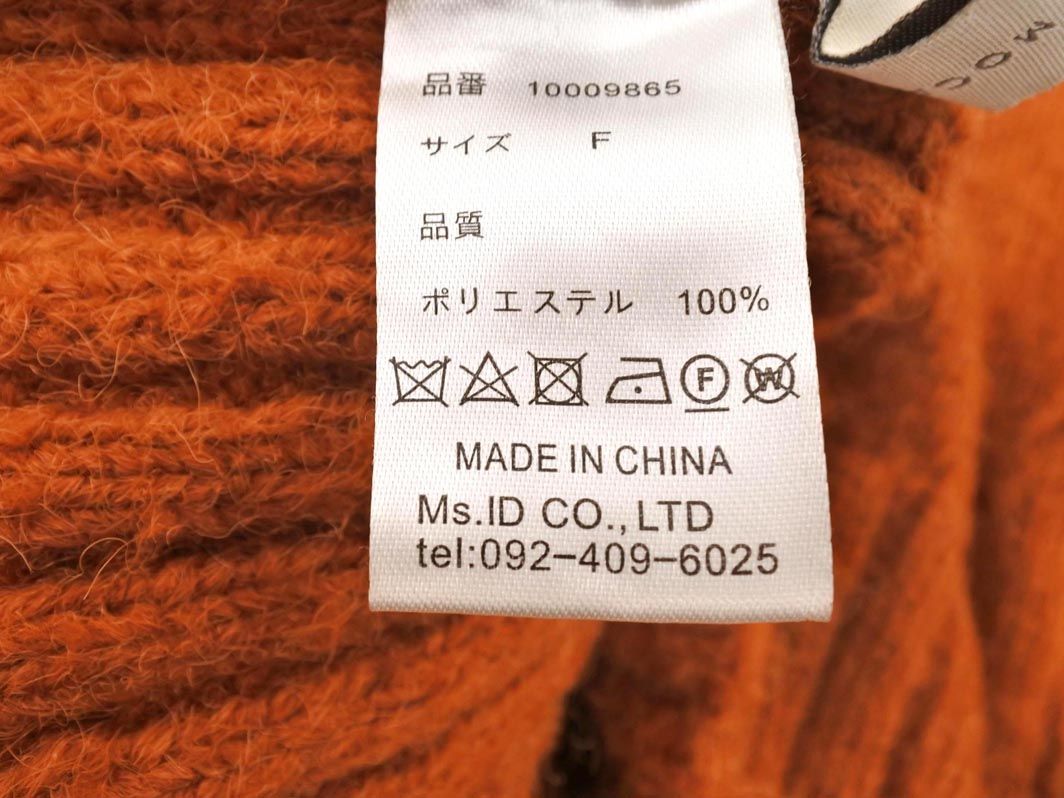 品番 10009865
サイズ F
品質
ポリエステル 100%
F W
MADE IN CHINA
Ms.ID CO.,LTD
tel:092-409-6025